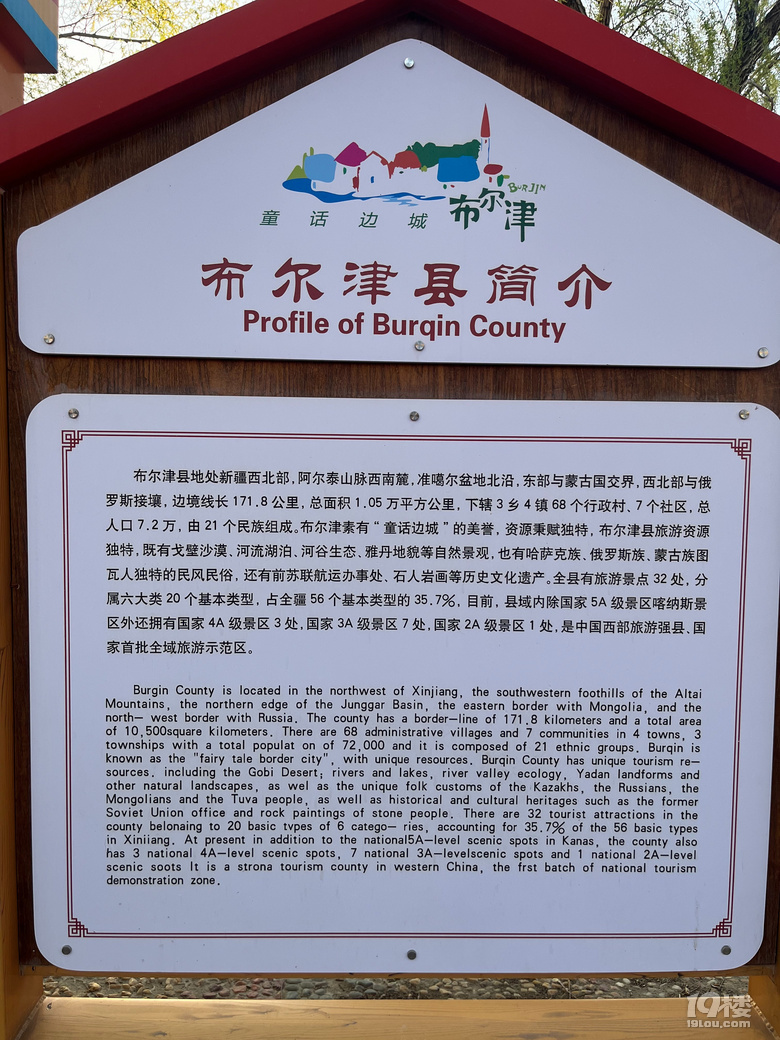 BURJIN
童话边城 布尔津
布尔津县简介
Profile of Burqin County
布尔津县地处新疆西北部，阿尔泰山脉西南麓，准噶尔盆地北沿，东部与蒙古国交界，西北部与俄
罗斯接壤，边境线长 171.8 公里，总面积 1.05 万平方公里，下辖 3 乡 4 镇 68 个行政村、7 个社区，总
人口 7.2 万，由 21 个民族组成。布尔津素有“童话边城”的美誉，资源秉赋独特，布尔津县旅游资源
独特，既有戈壁沙漠、河流湖泊、河谷生态、雅丹地貌等自然景观，也有哈萨克族、俄罗斯族、蒙古族图
瓦人独特的民风民俗，还有前苏联航运办事处、石人岩画等历史文化遗产。全县有旅游景点 32 处，分
属六大类 20 个基本类型，占全疆 56 个基本类型的 35.7%，目前，县域内除国家 5A 级景区喀纳斯景
区外还拥有国家 4A 级景区 3 处，国家 3A 级景区 7 处，国家 2A 级景区 1 处，是中国西部旅游强县、国
家首批全域旅游示范区。
Burgin County is located in the northwest of Xinjiang, the southwestern foothills of the Altai
Mountains, the northern edge of the Junggar Basin, the eastern border with Mongolia, and the
north— west border with Russia. The county has a border—line of 171.8 kilometers and a total area
of 10,500square kilometers. There are 68 administrative villages and 7 communities in 4 towns, 3
townships with a total populat on of 72,000 and it is composed of 21 ethnic groups. Burqin is
known as the "fairy tale border city", with unique resources. Burqin County has unique tourism re—
sources. including the Gobi Desert; rivers and lakes, river valley ecology, Yadan landforms and
other natural landscapes, as wel as the unique folk customs of the Kazakhs, the Russians, the
Mongolians and the Tuva people, as well as historical and cultural heritages such as the former
Soviet Union office and rock paintings of stone people. There are 32 tourist attractions in the
county belonaing to 20 basic types of 6 catego— ries, accounting for 35.7% of the 56 basic types
in Xiniiang. At present in addition to the national5A—level scenic spots in Kanas, the county also
has 3 national 4A—level scenic spots, 7 national 3A—levelscenic spots and 1 national 2A—level
scenic soots It is a strona tourism county in western China, the frst batch of national tourism
demonstration zone.
19楼
19lou.com